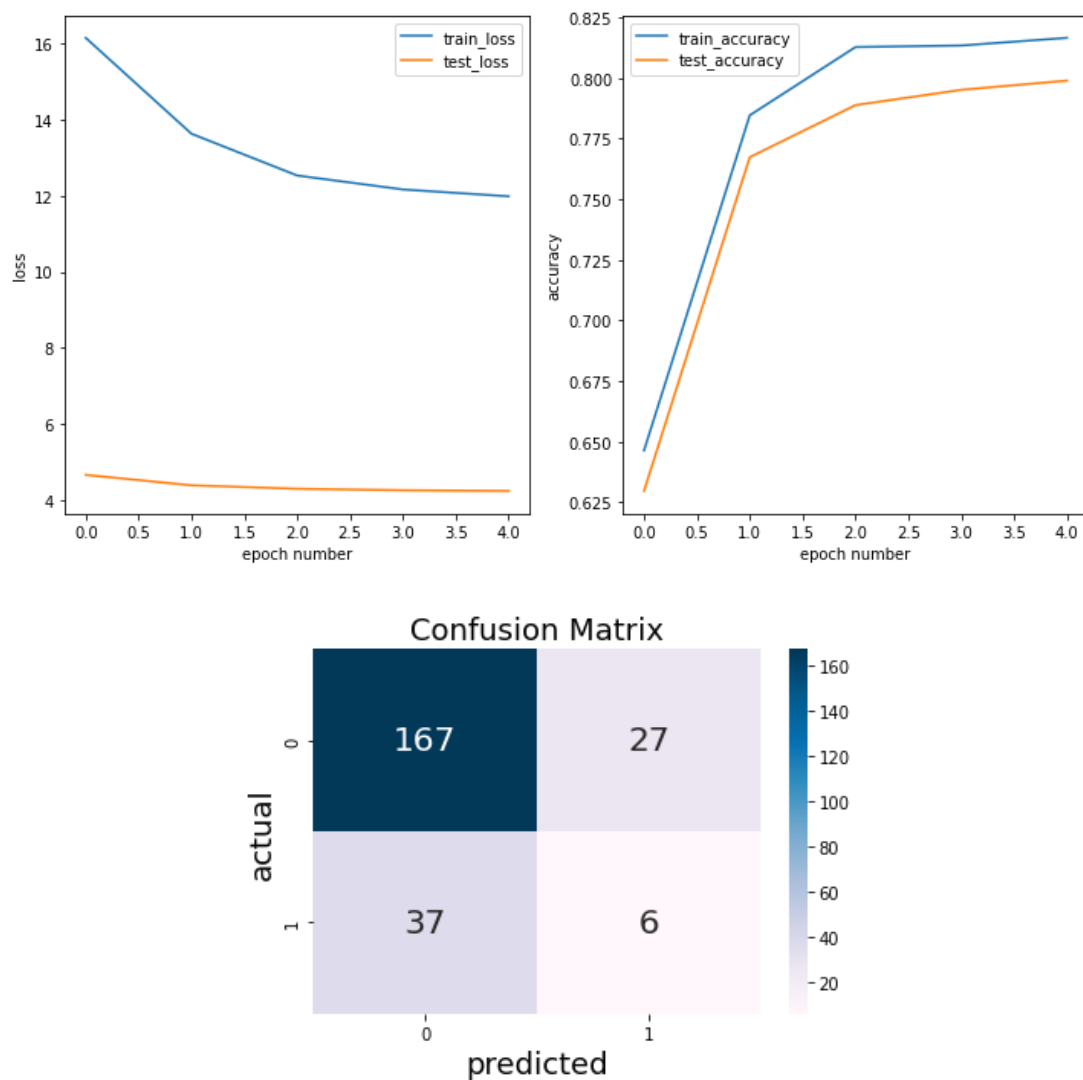 16
14
12
10
8
6
4
loss
train_loss
test_loss
0.0 0.5 1.0 1.5 2.0 2.5 3.0 3.5 4.0
epoch number
0.825
0.800
0.775
0.750
0.725
0.700
0.675
0.650
0.625
accuracy
train_accuracy
test_accuracy
0.0 0.5 1.0 1.5 2.0 2.5 3.0 3.5 4.0
epoch number
Confusion Matrix
actual
0
1
167 27
37 6
0 1
predicted
160
140
120
100
80
60
40
20